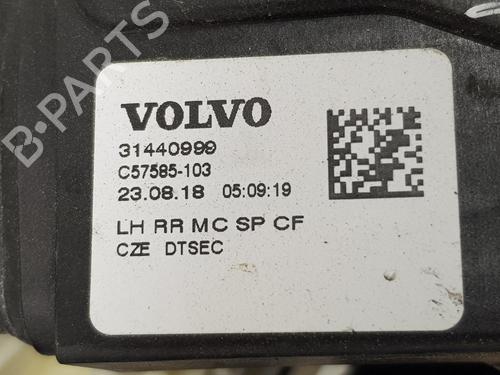 VOLVO
31440999
C57585-103
23.08.18 05:09:19
LH RR MC SP CF
CZE DTSEC
B-PARTS